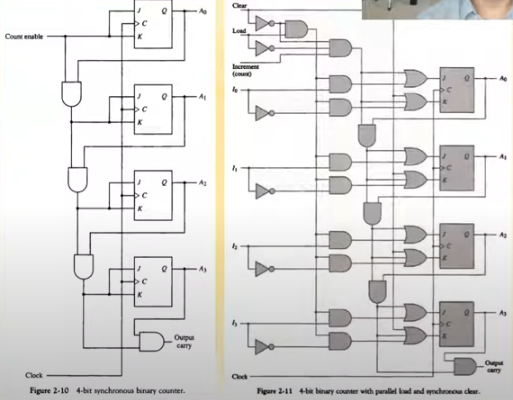 Count enable
J Q A0
C
K
J Q A1
C
K
J Q A2
C
K
J Q A3
C
K
Output
carry
Clock
Figure 2-10 4-bit synchronous binary counter.
Clear
Load
Increment
(count)
I0
J Q A0
C
K
I1
J Q A1
C
K
I2
J Q A2
C
K
I3
J Q A3
C
K
Output
carry
Clock
Figure 2-11 4-bit binary counter with parallel load and synchronous clear.